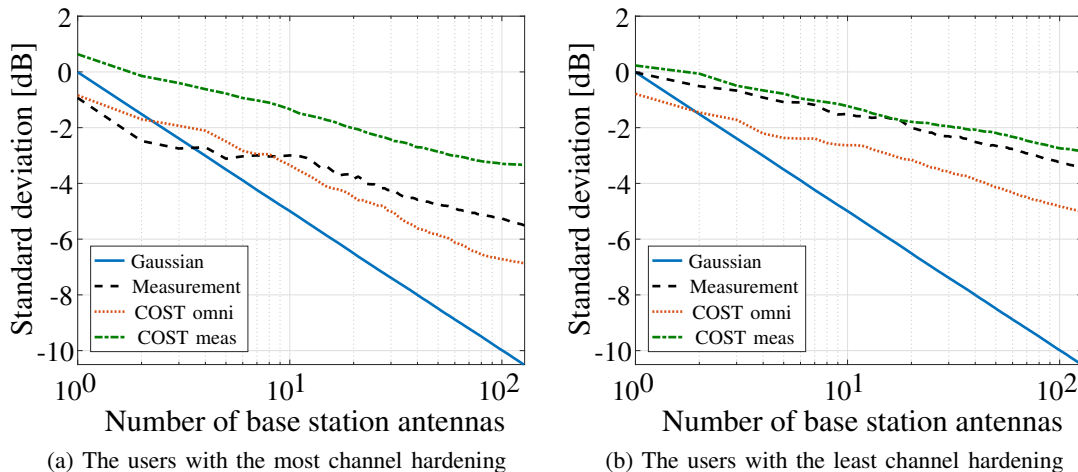 2
0
-2
-4
-6
-8
-10
Standard deviation [dB]
Gaussian
Measurement
COST omni
COST meas
10^0
10^1
10^2
Number of base station antennas
(a) The users with the most channel hardening
2
0
-2
-4
-6
-8
-10
Standard deviation [dB]
Gaussian
Measurement
COST omni
COST meas
10^0
10^1
10^2
Number of base station antennas
(b) The users with the least channel hardening